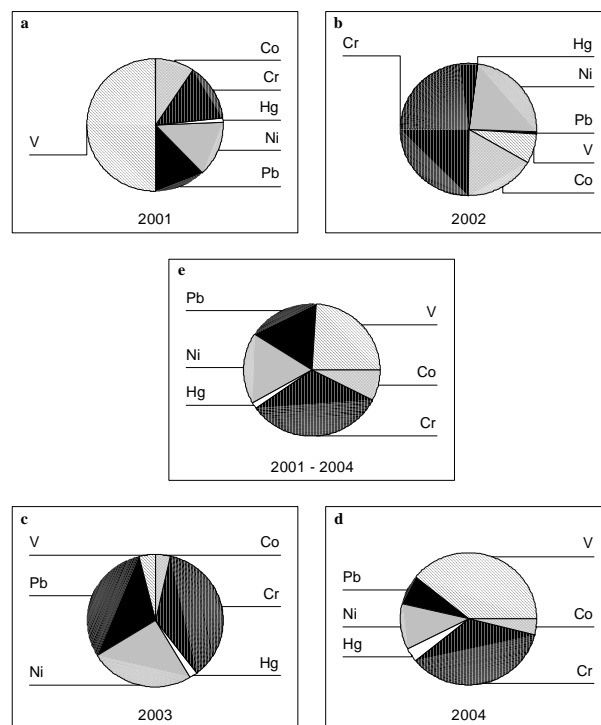 a
Co
Cr
Hg
Ni
Pb
V
2001
b
Cr
Hg
Ni
Pb
V
Co
2002
e
Pb
V
Ni
Co
Hg
Cr
2001 - 2004
c
V
Co
Pb
Cr
Hg
Ni
2003
d
V
Pb
Ni
Co
Hg
Cr
2004